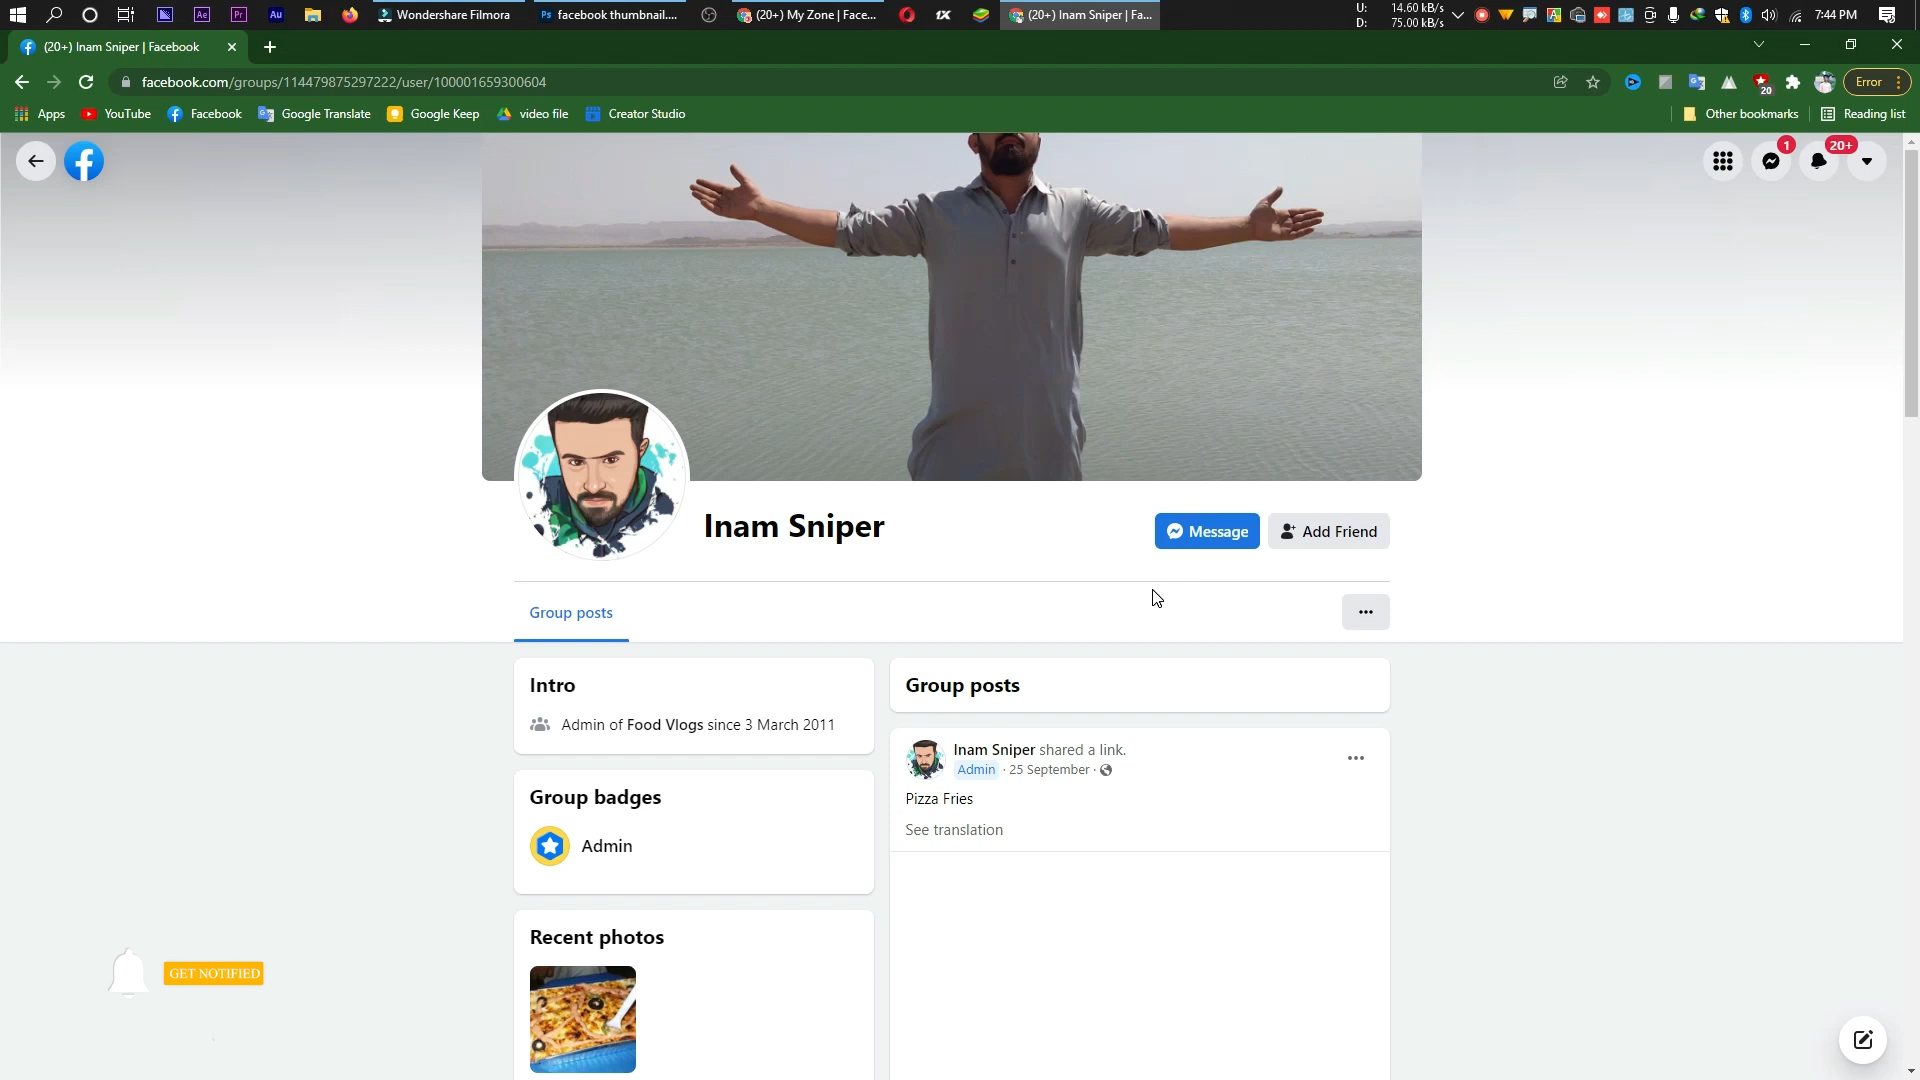 Wondershare Filmora
Ps facebook thumbnail....
(20+) My Zone | Face...
1X
(20+) Inam Sniper | Fa...
U: 14.60 kB/s
D: 75.00 kB/s
7:44 PM
(20+) Inam Sniper | Facebook
facebook.com/groups/114479875297222/user/100001659300604
20
Error
Apps
YouTube
Facebook
Google Translate
Google Keep
video file
Creator Studio
Other bookmarks
Reading list
1
20+
Inam Sniper
Message
Add Friend
Group posts
Intro
Admin of Food Vlogs since 3 March 2011
Group badges
Admin
Recent photos
Group posts
Inam Sniper shared a link.
Admin · 25 September ·
Pizza Fries
See translation
GET NOTIFIED